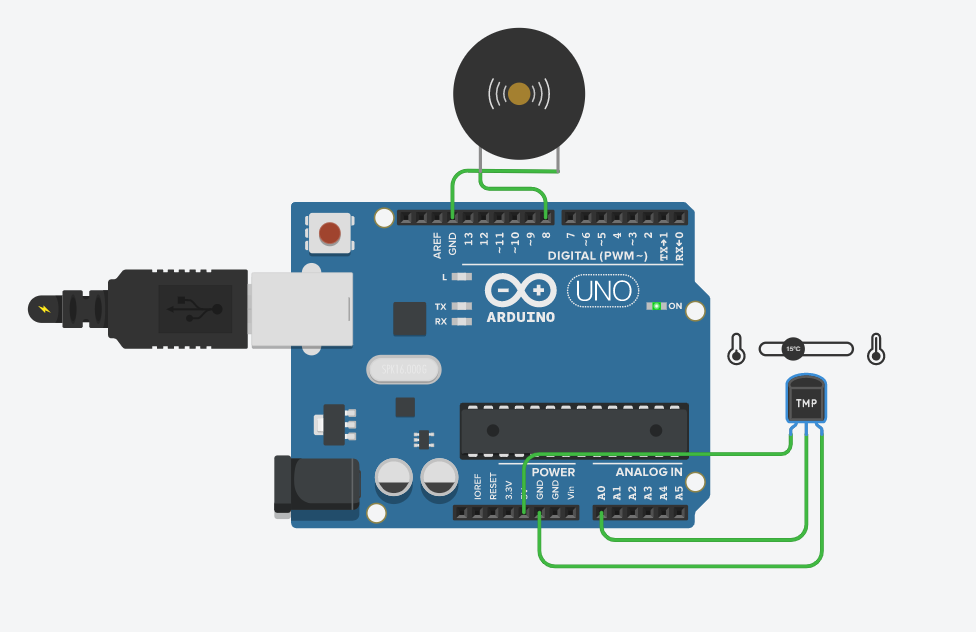 AREF
GND
13
12
~11
~10
~9
8
7
~6
~5
4
~3
2
TX→1
RX←0
DIGITAL (PWM~)
L
TX
RX
UNO
ARDUINO
ON
15°C
TMP
POWER
ANALOG IN
IOREF
RESET
3.3V
5V
GND
GND
Vin
A0
A1
A2
A3
A4
A5